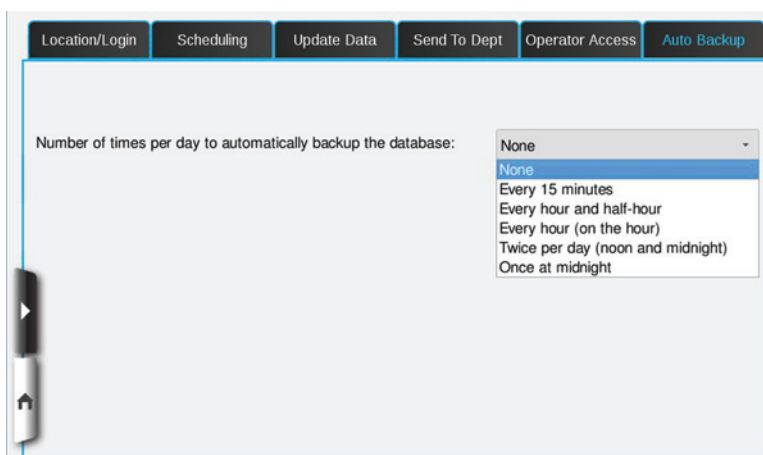 Location/Login Scheduling Update Data Send To Dept Operator Access Auto Backup
Number of times per day to automatically backup the database: None
None
Every 15 minutes
Every hour and half-hour
Every hour (on the hour)
Twice per day (noon and midnight)
Once at midnight